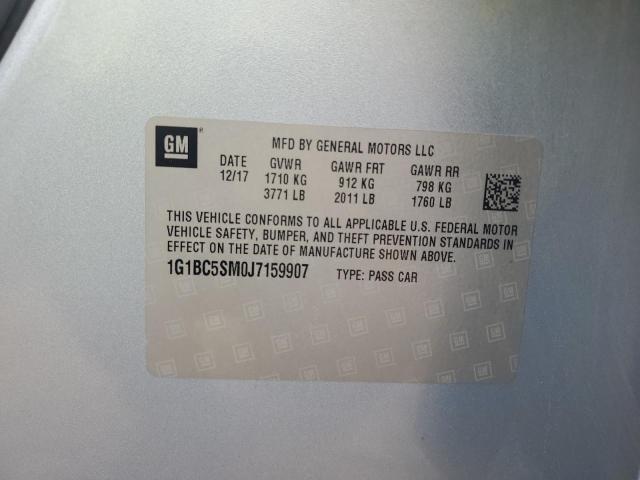 GM ®
MFD BY GENERAL MOTORS LLC
DATE GVWR GAWR FRT GAWR RR
12/17 1710 KG 912 KG 798 KG
3771 LB 2011 LB 1760 LB
THIS VEHICLE CONFORMS TO ALL APPLICABLE U.S. FEDERAL MOTOR
VEHICLE SAFETY, BUMPER, AND THEFT PREVENTION STANDARDS IN
EFFECT ON THE DATE OF MANUFACTURE SHOWN ABOVE.
1G1BC5SM0J7159907 TYPE: PASS CAR